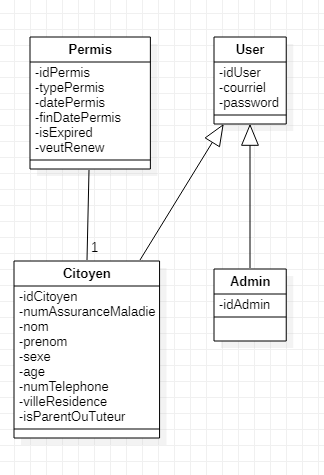 Permis
-idPermis
-typePermis
-datePermis
-finDatePermis
-isExpired
-veutRenew
User
-idUser
-courriel
-password
1
Citoyen
-idCitoyen
-numAssuranceMaladie
-nom
-prenom
-sexe
-age
-numTelephone
-villeResidence
-isParentOuTuteur
Admin
-idAdmin